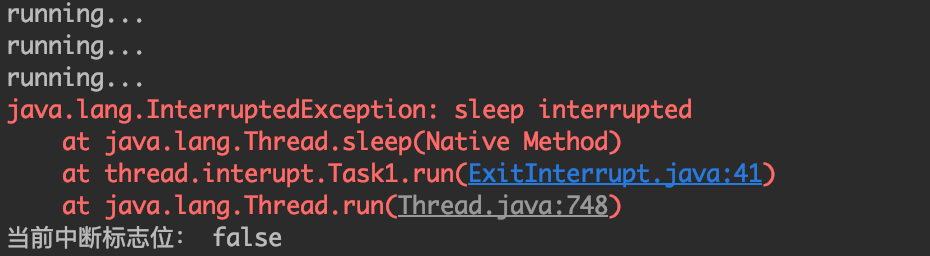 running...
running...
running...
java.lang.InterruptedException: sleep interrupted
at java.lang.Thread.sleep(Native Method)
at thread.interupt.Task1.run(ExitInterrupt.java:41)
at java.lang.Thread.run(Thread.java:748)
当前中断标志位： false